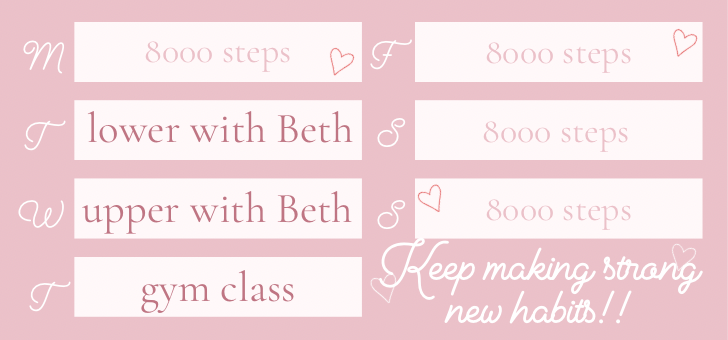 M 8000 steps
T lower with Beth
W upper with Beth
T gym class
F 8000 steps
S 8000 steps
S 8000 steps
Keep making strong
new habits!!